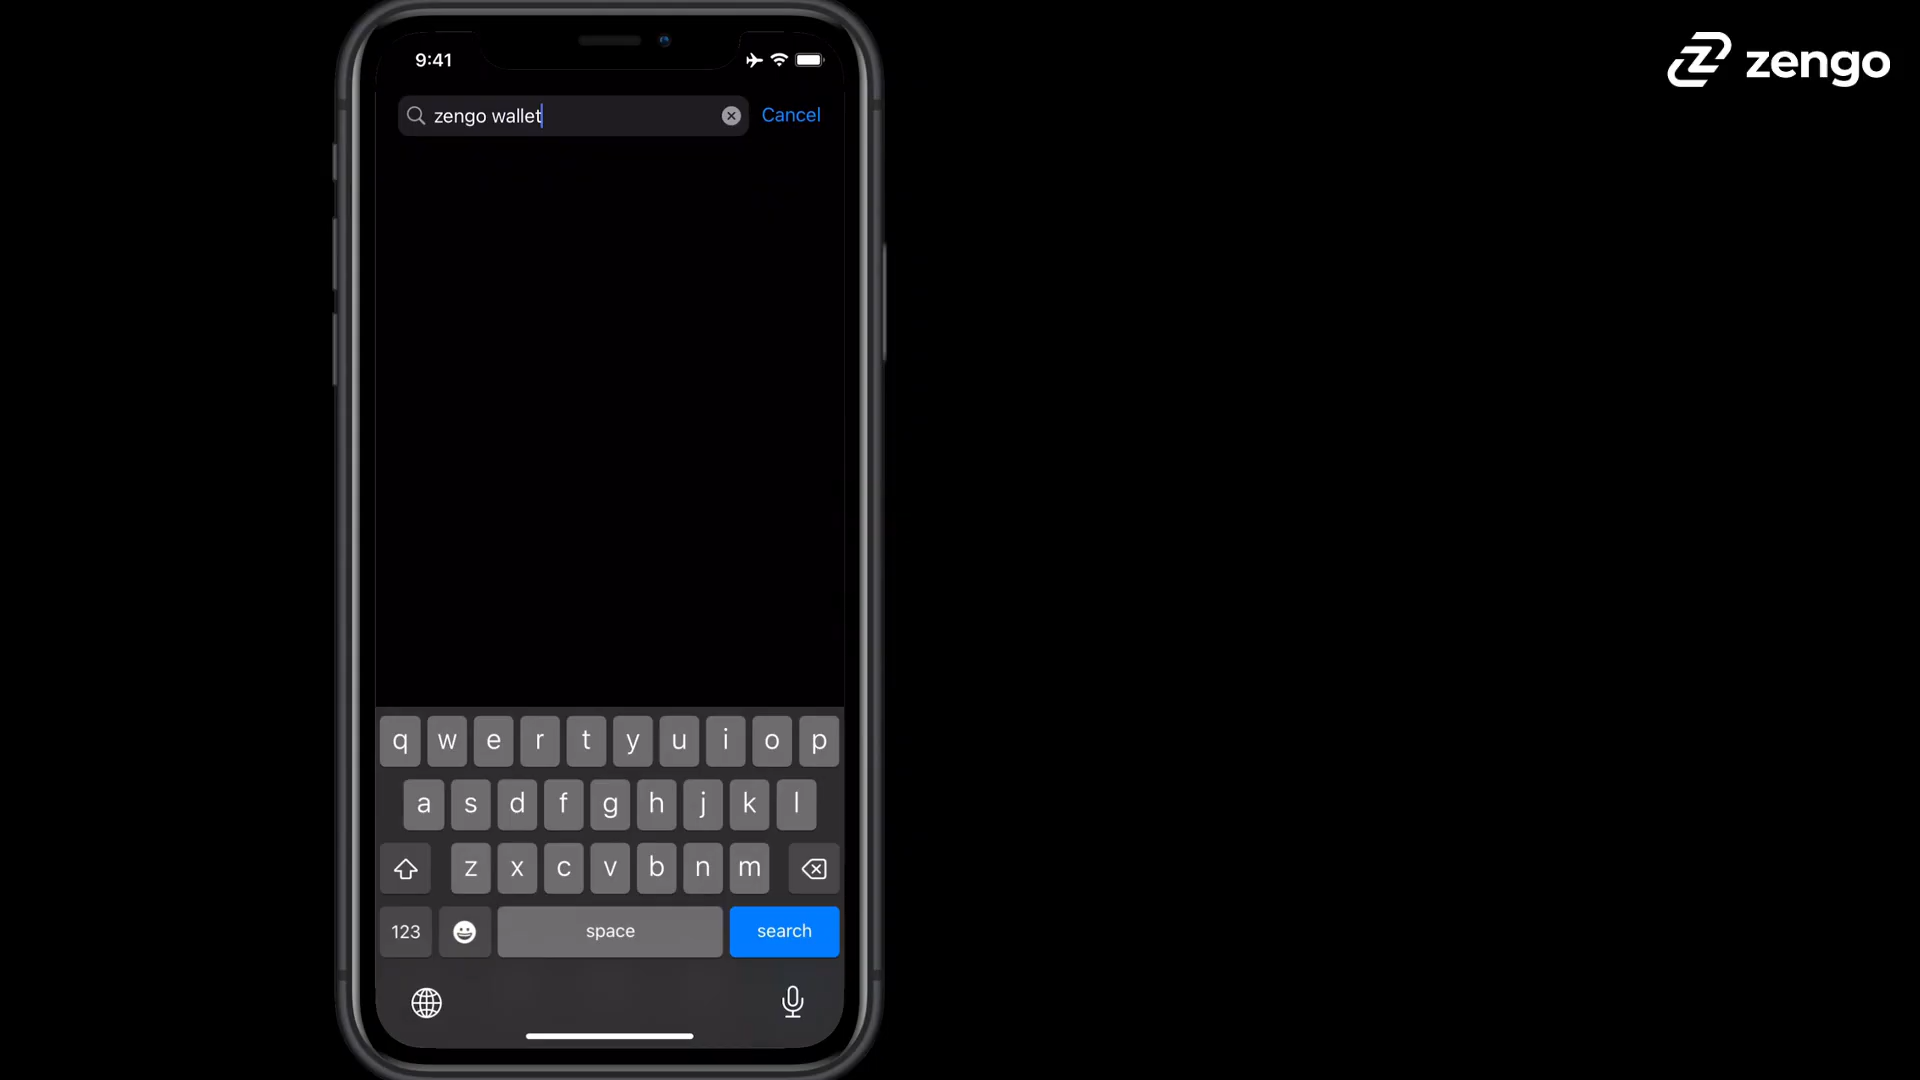 9:41
zengo
zengo wallet
Cancel
q w e r t y u i o p
a s d f g h j k l
z x c v b n m
123 space search